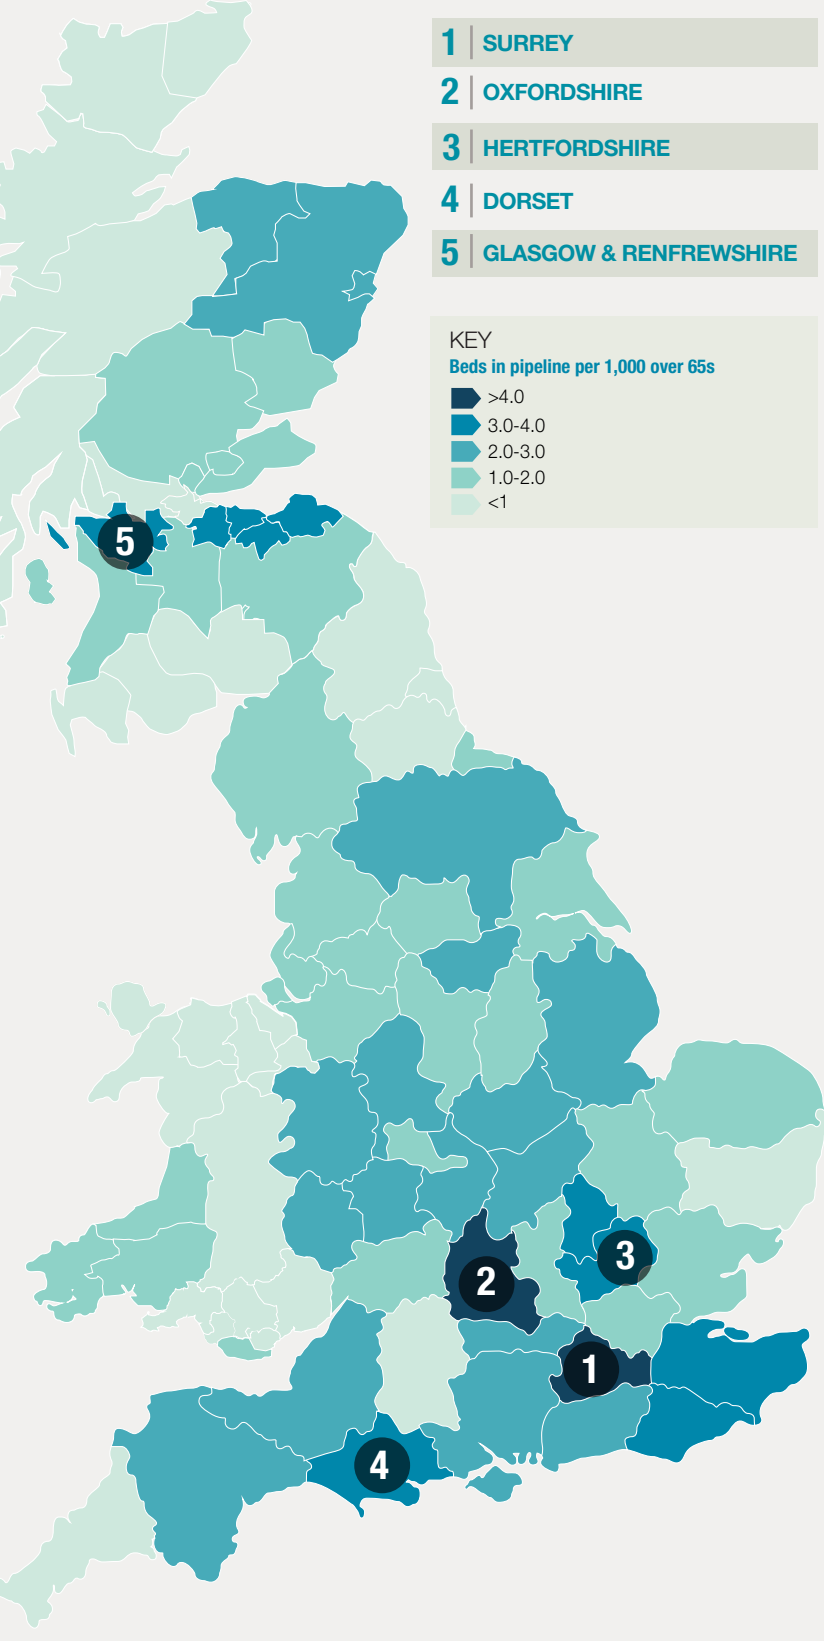 1 | SURREY
2 | OXFORDSHIRE
3 | HERTFORDSHIRE
4 | DORSET
5 | GLASGOW & RENFREWSHIRE
KEY
Beds in pipeline per 1,000 over 65s
>4.0
3.0-4.0
2.0-3.0
1.0-2.0
<1
5
3
2
1
4